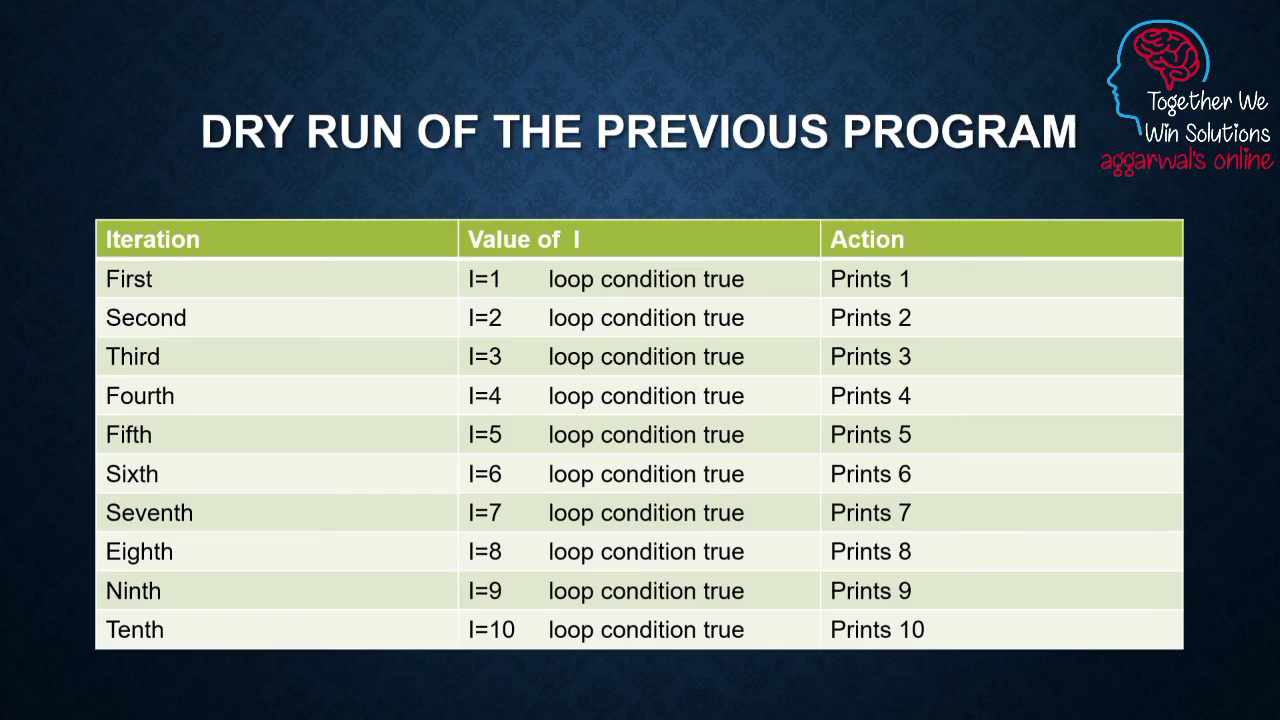 Together We
Win Solutions
aggarwal's online
DRY RUN OF THE PREVIOUS PROGRAM
Iteration Value of I Action
First I=1 loop condition true Prints 1
Second I=2 loop condition true Prints 2
Third I=3 loop condition true Prints 3
Fourth I=4 loop condition true Prints 4
Fifth I=5 loop condition true Prints 5
Sixth I=6 loop condition true Prints 6
Seventh I=7 loop condition true Prints 7
Eighth I=8 loop condition true Prints 8
Ninth I=9 loop condition true Prints 9
Tenth I=10 loop condition true Prints 10